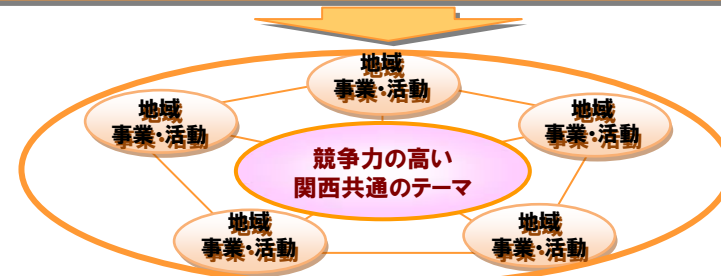 地域
事業・活動
地域
事業・活動
地域
事業・活動
競争力の高い
関西共通のテーマ
地域
事業・活動
地域
事業・活動